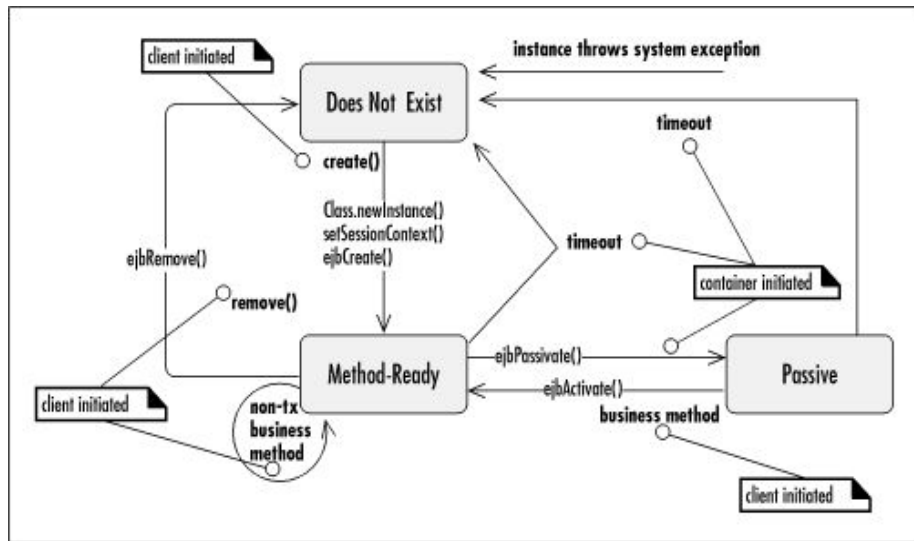 client initiated
instance throws system exception
Does Not Exist
timeout
create()
Class.newInstance()
setSessionContext()
ejbCreate()
timeout
ejbRemove()
container initiated
remove()
ejbPassivate()
Method-Ready
Passive
ejbActivate()
client initiated
non-tx
business
method
business method
client initiated